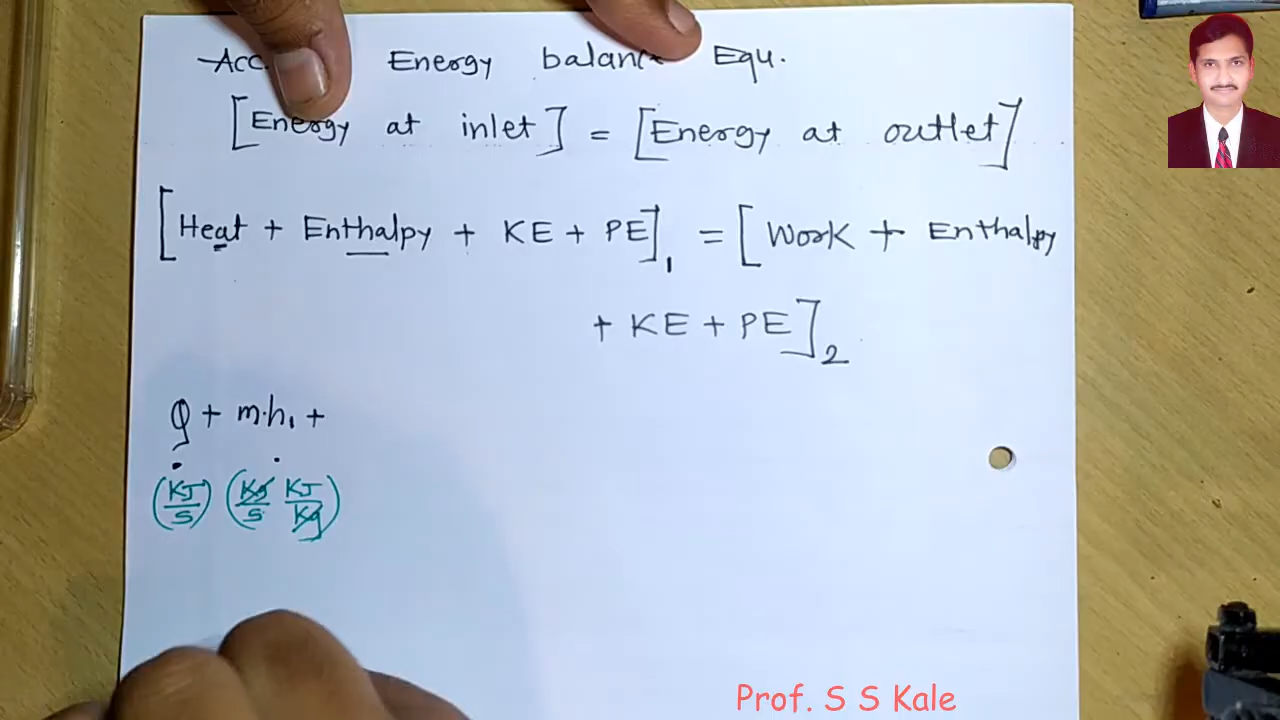 Energy balance Equ.
[Energy at inlet] = [Energy at outlet]
[Heat + Enthalpy + KE + PE]₁ = [Work + Enthalpy
+ KE + PE]₂
Q + m·h₁ +
(KJ/S) (Kg/S KJ/Kg)
Prof. S S Kale